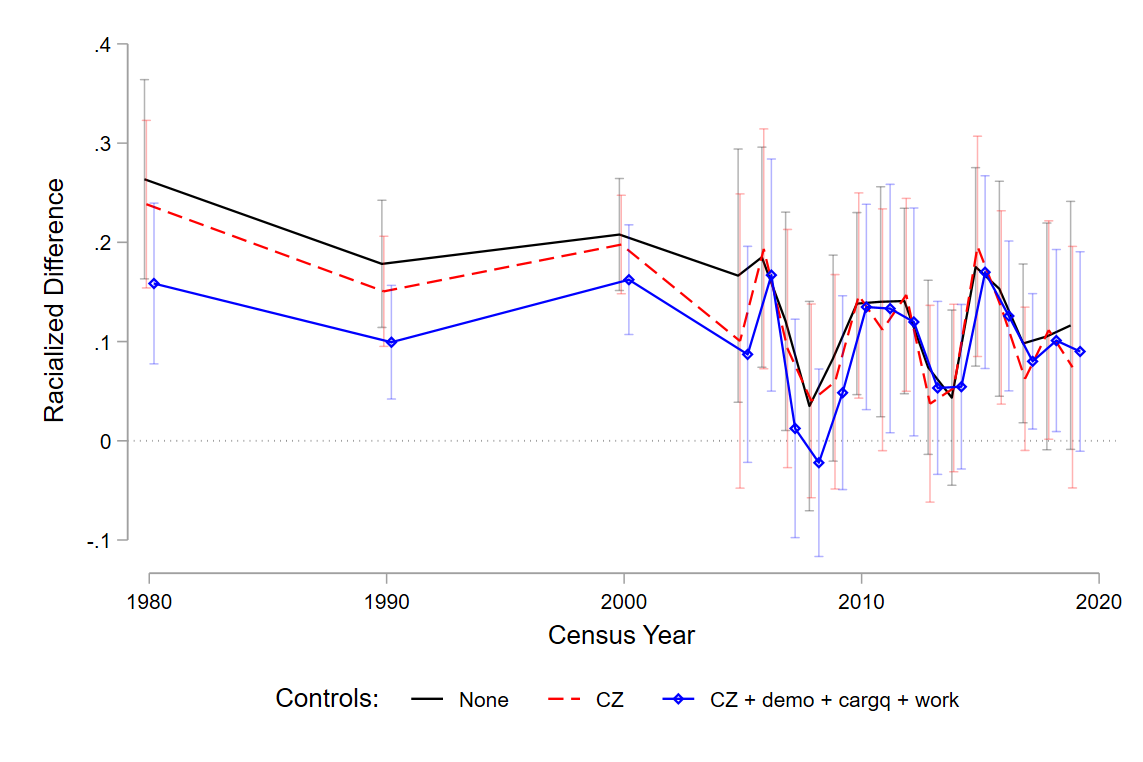 Racialized Difference
.4
.3
.2
.1
0
-.1
1980 1990 2000 2010 2020
Census Year
Controls: None CZ CZ + demo + cargq + work